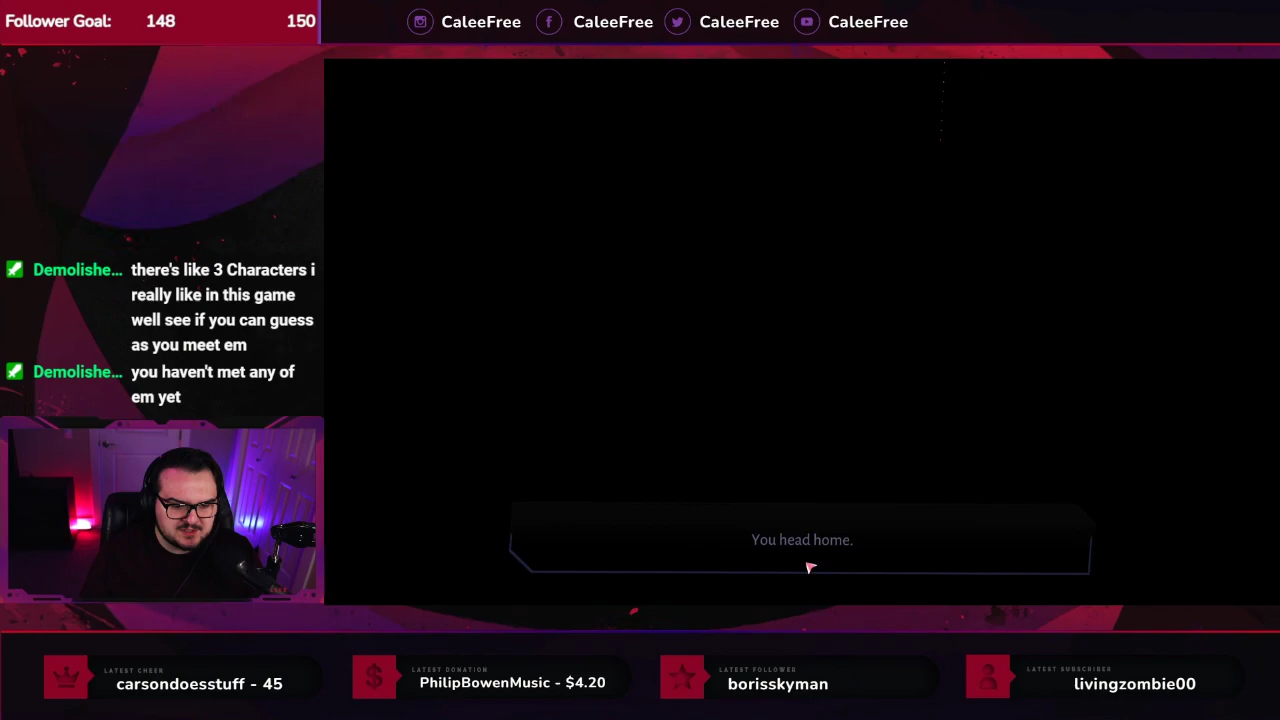 Follower Goal: 148 150
CaleeFree CaleeFree CaleeFree CaleeFree
Demolishe... there's like 3 Characters i
really like in this game
well see if you can guess
as you meet em
Demolishe... you haven't met any of
em yet
You head home.
LATEST CHEER
carsondoesstuff - 45
LATEST DONATION
PhilipBowenMusic - $4.20
LATEST FOLLOWER
borisskyman
LATEST SUBSCRIBER
livingzombie00